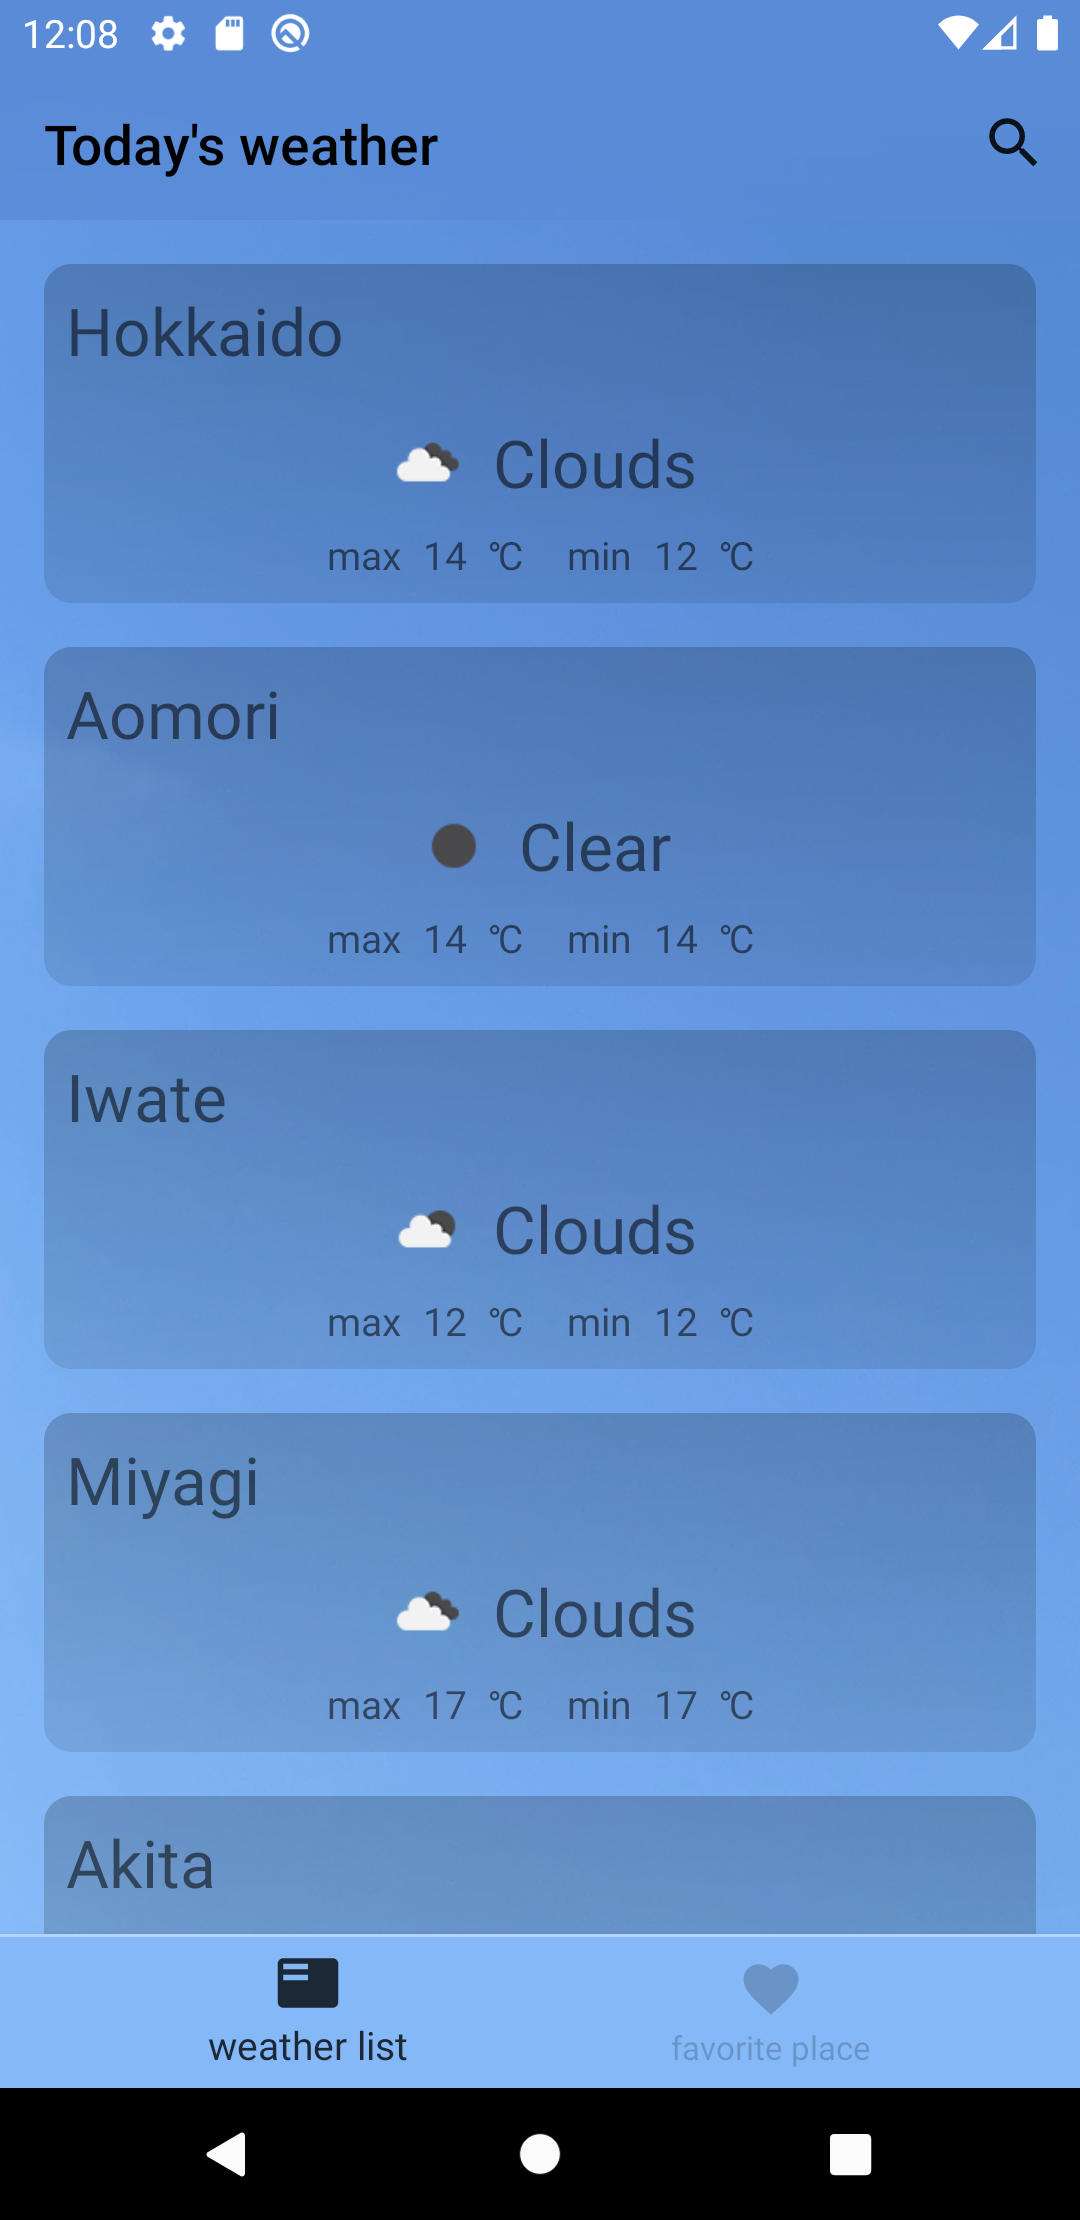 12:08
Today's weather
Hokkaido
Clouds
max 14 ℃ min 12 ℃
Aomori
Clear
max 14 ℃ min 14 ℃
Iwate
Clouds
max 12 ℃ min 12 ℃
Miyagi
Clouds
max 17 ℃ min 17 ℃
Akita
weather list
favorite place